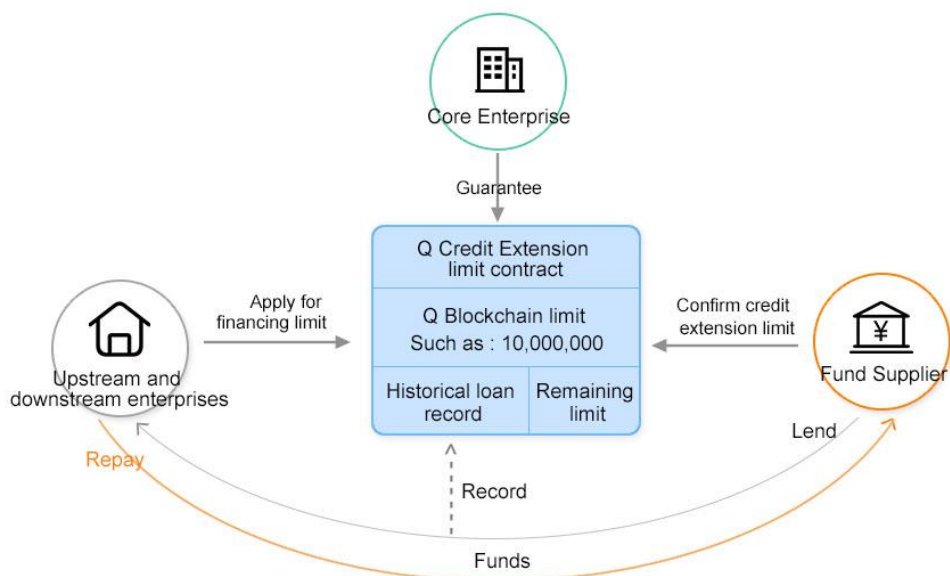 Core Enterprise
Guarantee
Q Credit Extension
limit contract
Apply for
financing limit
Q Blockchain limit
Such as : 10,000,000
Confirm credit
extension limit
¥
Upstream and
downstream enterprises
Historical loan
record
Remaining
limit
Fund Supplier
Repay
Lend
Record
Funds